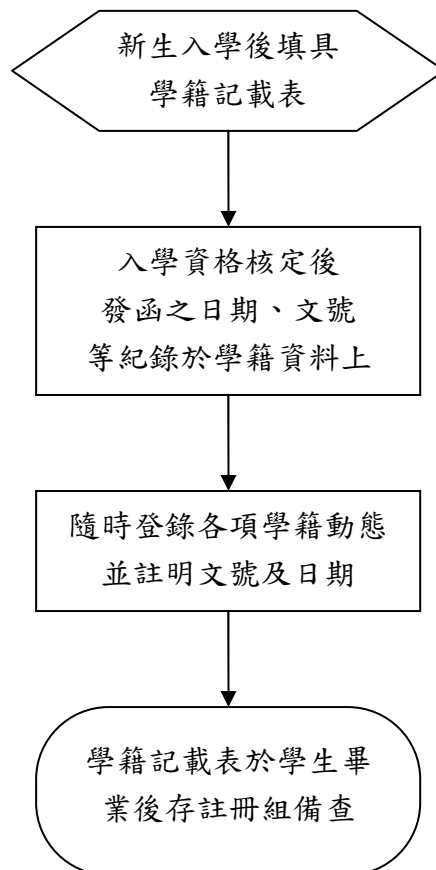 新生入學後填具
學籍記載表
入學資格核定後
發函之日期、文號
等紀錄於學籍資料上
隨時登錄各項學籍動態
並註明文號及日期
學籍記載表於學生畢
業後存註冊組備查